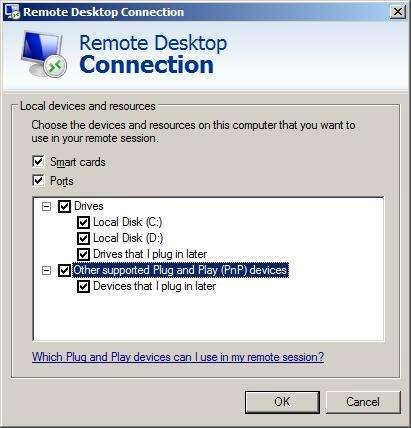 Remote Desktop Connection
Remote Desktop
Connection
Local devices and resources
Choose the devices and resources on this computer that you want to
use in your remote session.
Smart cards
Ports
Drives
Local Disk (C:)
Local Disk (D:)
Drives that I plug in later
Other supported Plug and Play (PnP) devices
Devices that I plug in later
Which Plug and Play devices can I use in my remote session?
OK
Cancel